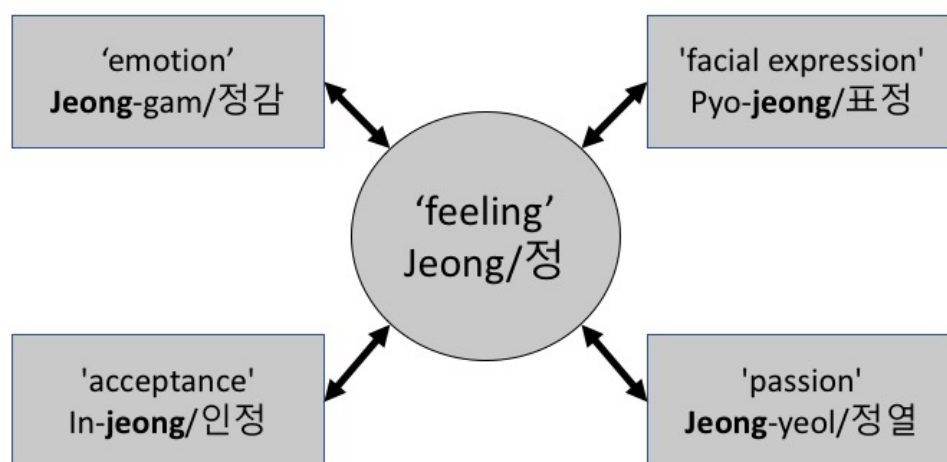 ‘emotion’
Jeong-gam/정감
'facial expression'
Pyo-jeong/표정
‘feeling’
Jeong/정
'acceptance'
In-jeong/인정
'passion'
Jeong-yeol/정열